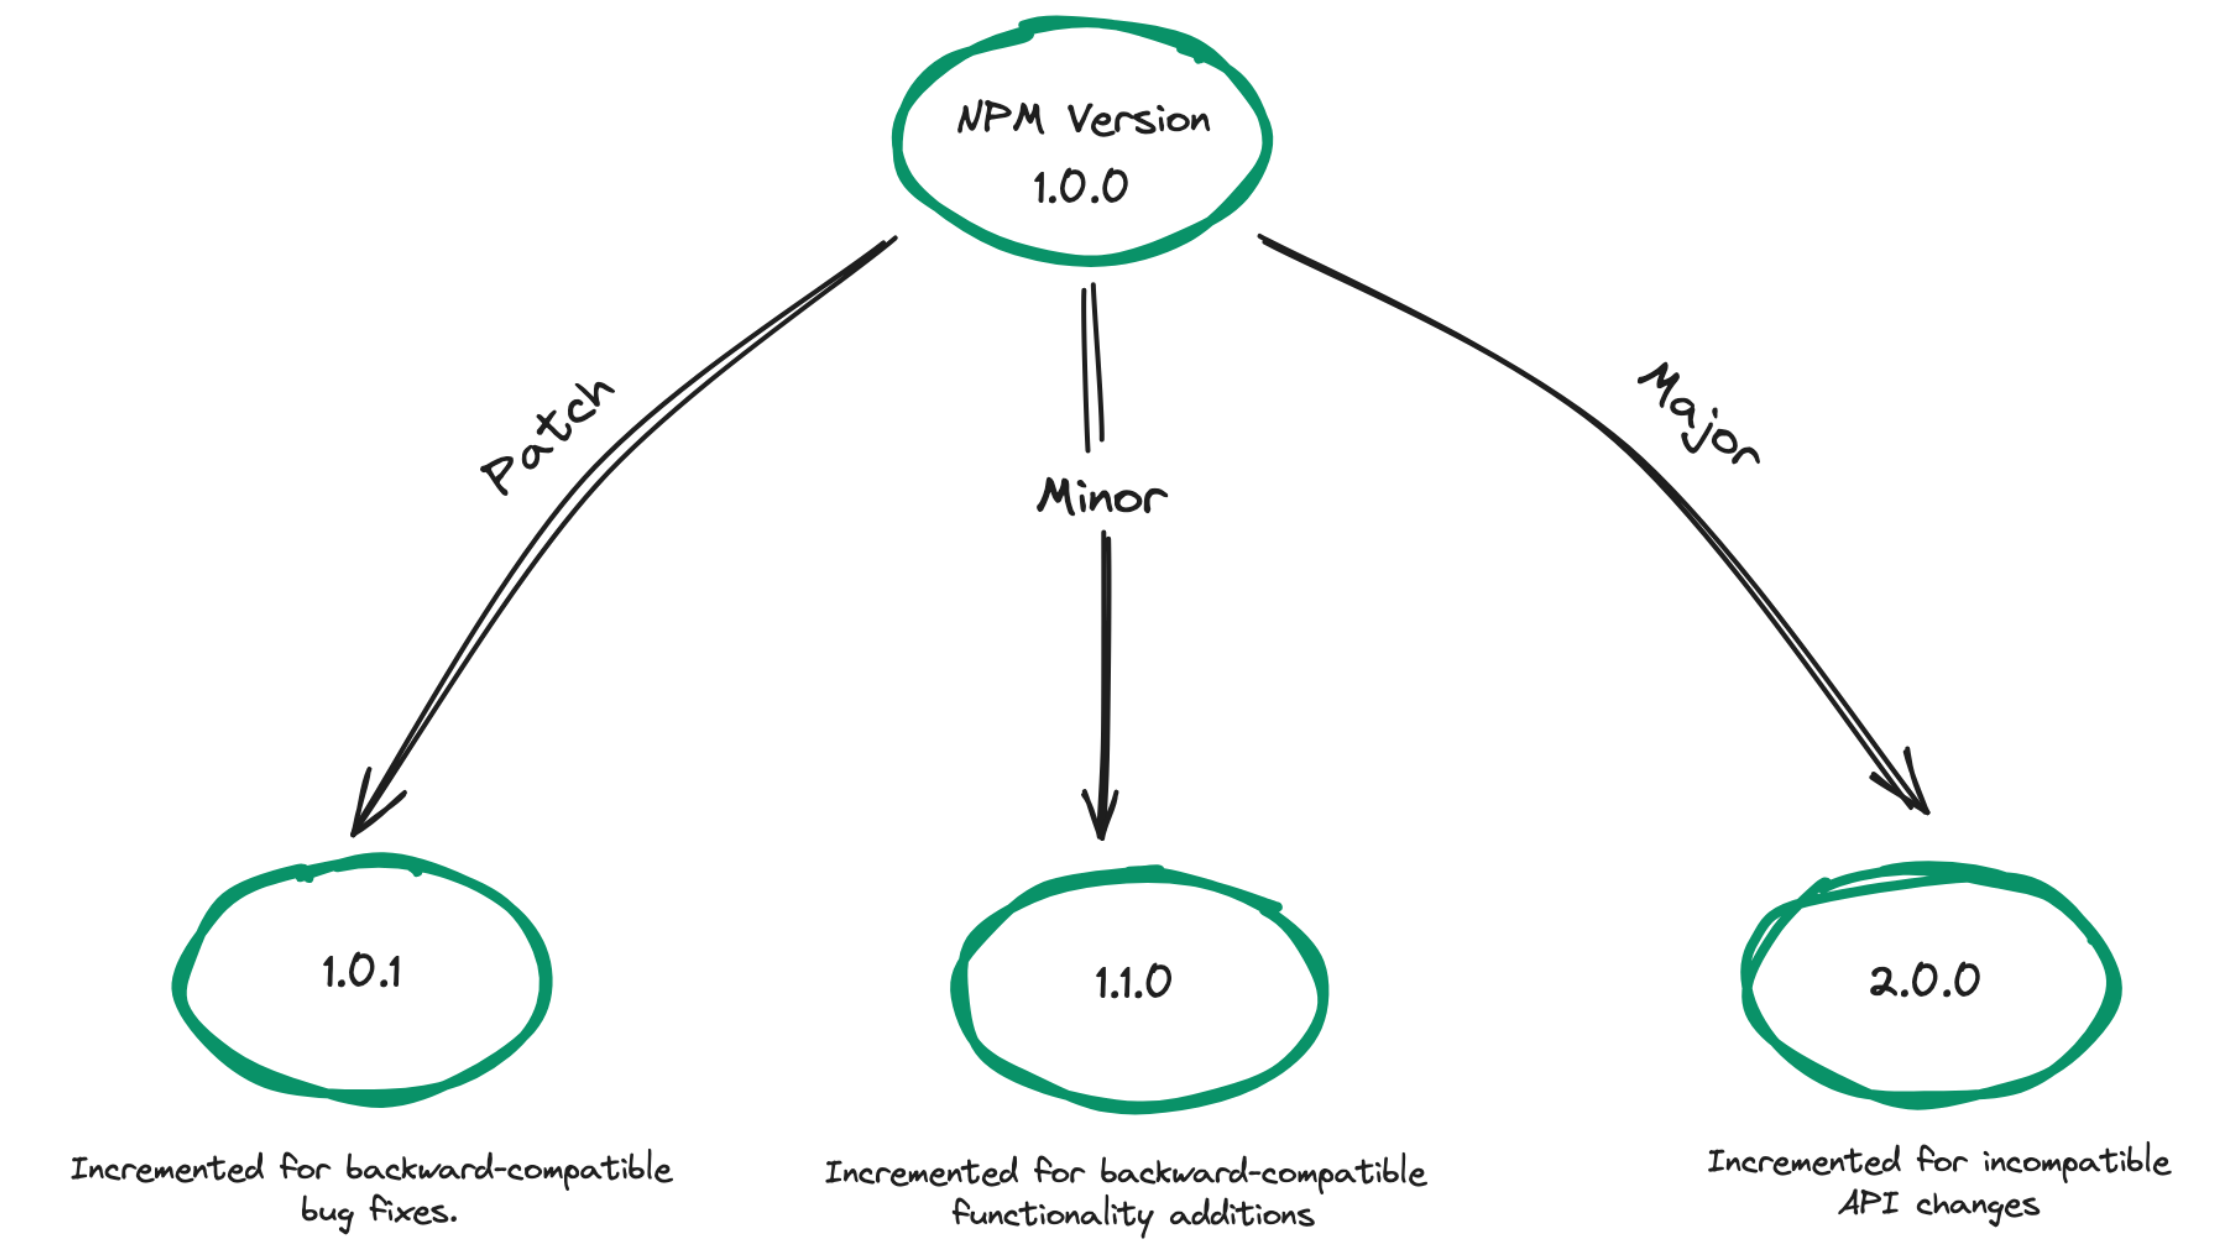 NPM Version
1.0.0
Patch
Minor
Major
1.0.1
1.1.0
2.0.0
Incremented for backward-compatible
bug fixes.
Incremented for backward-compatible
functionality additions
Incremented for incompatible
API changes